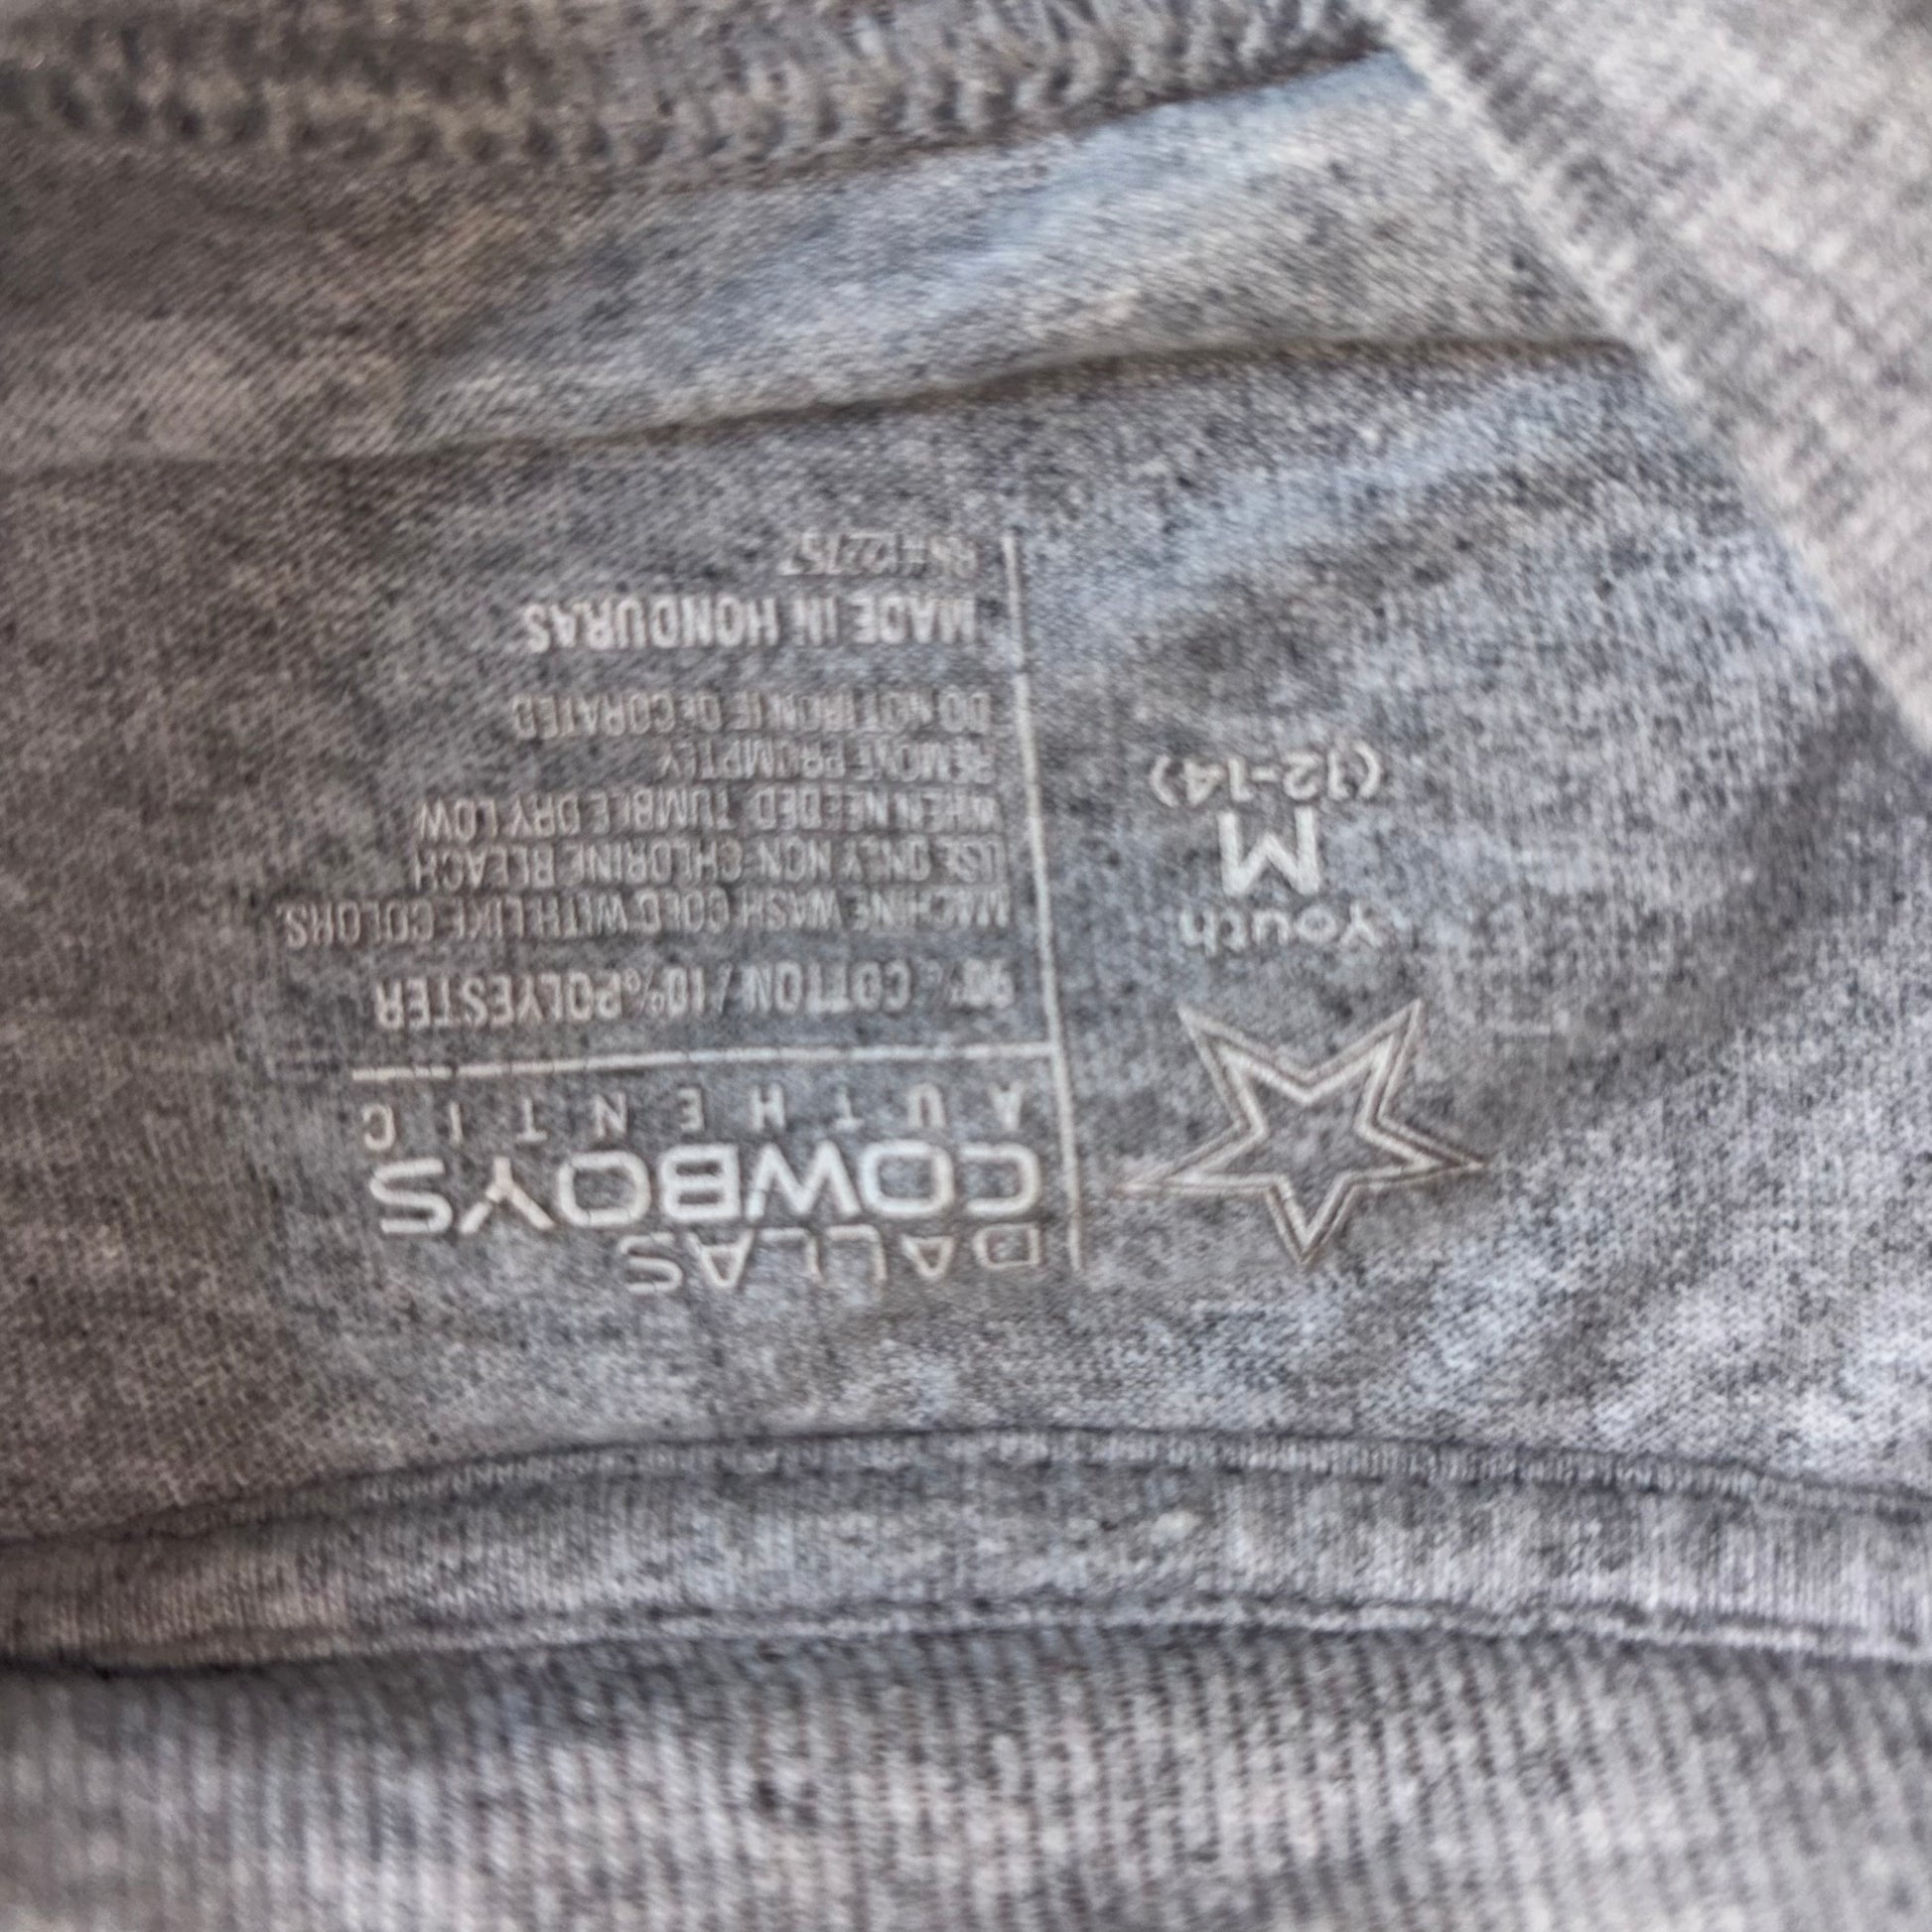 DALLAS
COWBOYS
AUTHENTIC
90% COTTON / 10% POLYESTER
MACHINE WASH COLD WITH LIKE COLORS.
USE ONLY NON-CHLORINE BLEACH
WHEN NEEDED. TUMBLE DRY LOW
REMOVE PROMPTLY
DO NOT IRON IF DECORATED
MADE IN HONDURAS
Youth
M
(12-14)